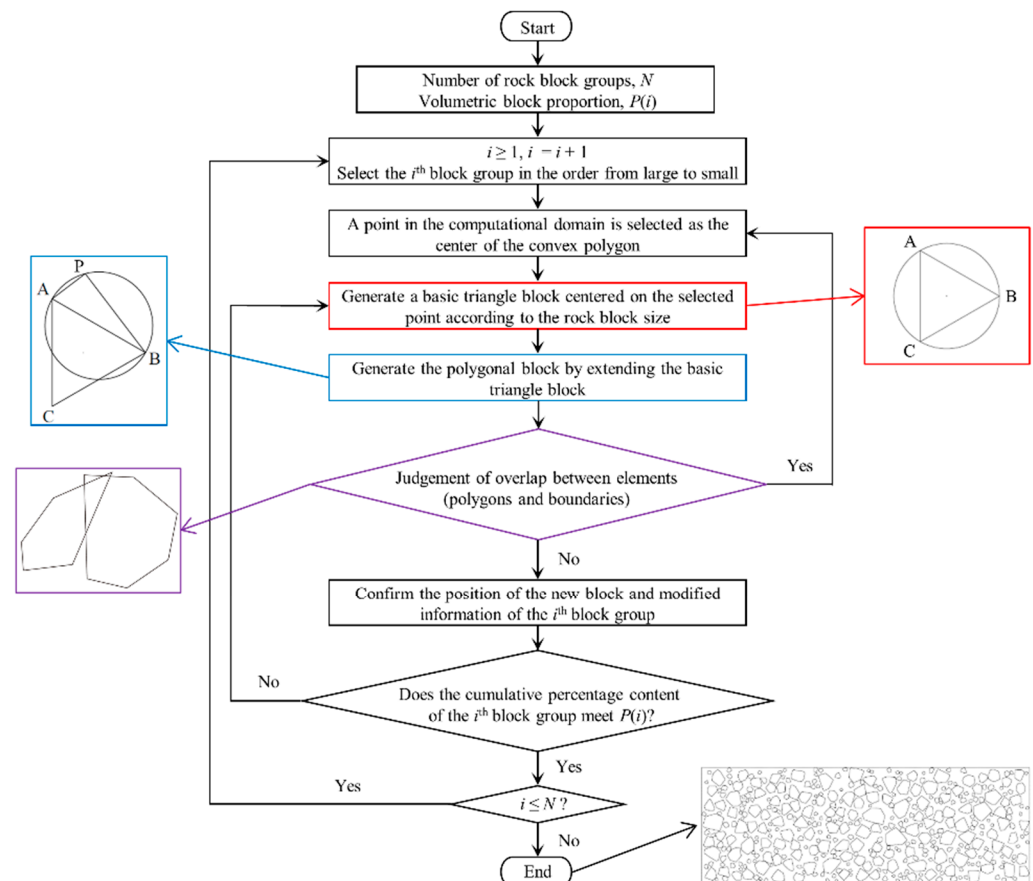 Start
Number of rock block groups, N
Volumetric block proportion, P(i)
i ≥ 1, i = i + 1
Select the ith block group in the order from large to small
A point in the computational domain is selected as the
center of the convex polygon
Generate a basic triangle block centered on the selected
point according to the rock block size
A
B
C
Generate the polygonal block by extending the basic
triangle block
P
A
B
C
Judgement of overlap between elements
(polygons and boundaries)
Yes
No
Confirm the position of the new block and modified
information of the ith block group
Does the cumulative percentage content
of the ith block group meet P(i)?
No
Yes
i ≤ N ?
Yes
No
End